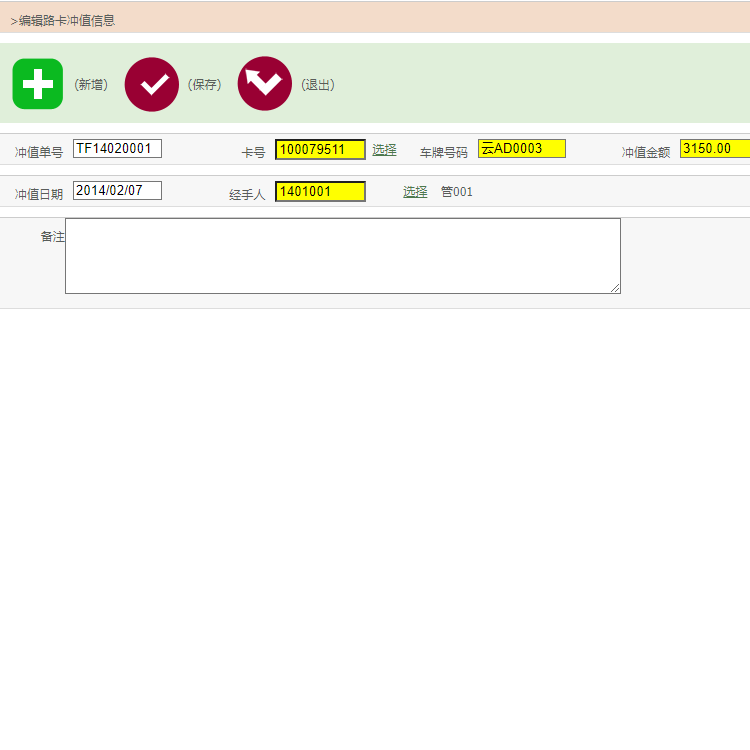 >编辑路卡冲值信息
(新增) (保存) (退出)
冲值单号 TF14020001 卡号 100079511 选择 车牌号码 云AD0003 冲值金额 3150.00
冲值日期 2014/02/07 经手人 1401001 选择 管001
备注